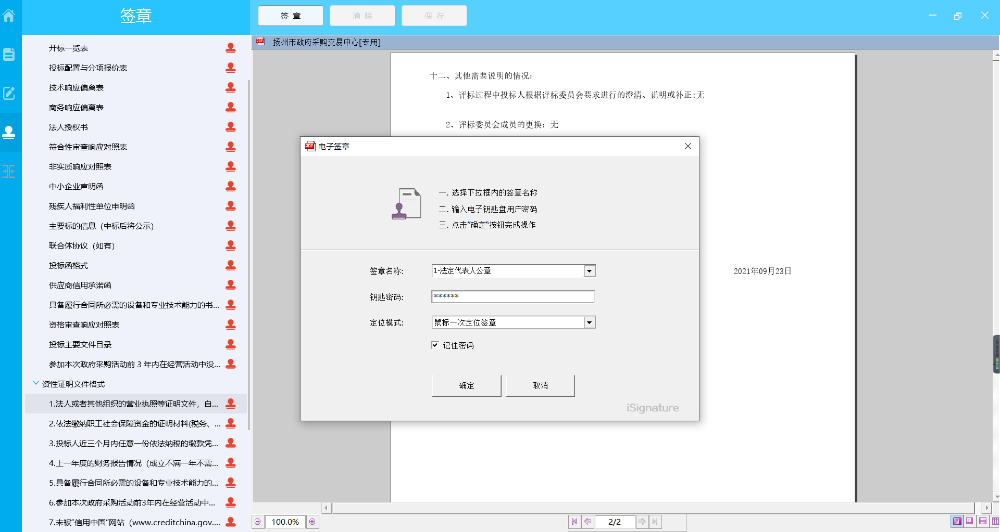 签章
签 章
清 除
保 存
扬州市政府采购交易中心[专用]
开标一览表
投标配置与分项报价表
技术响应偏离表
商务响应偏离表
法人授权书
符合性审查响应对照表
非实质响应对照表
中小企业声明函
残疾人福利性单位申明函
主要标的信息（中标后将公示）
联合体协议（如有）
投标函格式
供应商信用承诺函
具备履行合同所必需的设备和专业技术能力的书...
资格审查响应对照表
投标主要文件目录
参加本次政府采购活动前 3 年内在经营活动中没...
资性证明文件格式
1.法人或者其他组织的营业执照等证明文件，自...
2.依法缴纳职工社会保障资金的证明材料(税务、...
3.投标人近三个月内任意一份依法纳税的缴款凭...
4.上一年度的财务报告情况（成立不满一年不需...
5.具备履行合同所必需的设备和专业技术能力的...
6.参加本次政府采购活动前3年内在经营活动中...
7.未被“信用中国”网站（www.creditchina.gov....
十二、其他需要说明的情况：
1、评标过程中投标人根据评标委员会要求进行的澄清、说明或补正:无
2、评标委员会成员的更换：无
2021年09月23日
PDF 电子签章
一. 选择下拉框内的签章名称
二. 输入电子钥匙盘用户密码
三. 点击"确定"按钮完成操作
签章名称: 1-法定代表人公章
钥匙密码: ******
定位模式: 鼠标一次定位签章
记住密码
确定 取消
iSignature
100.0%
2/2